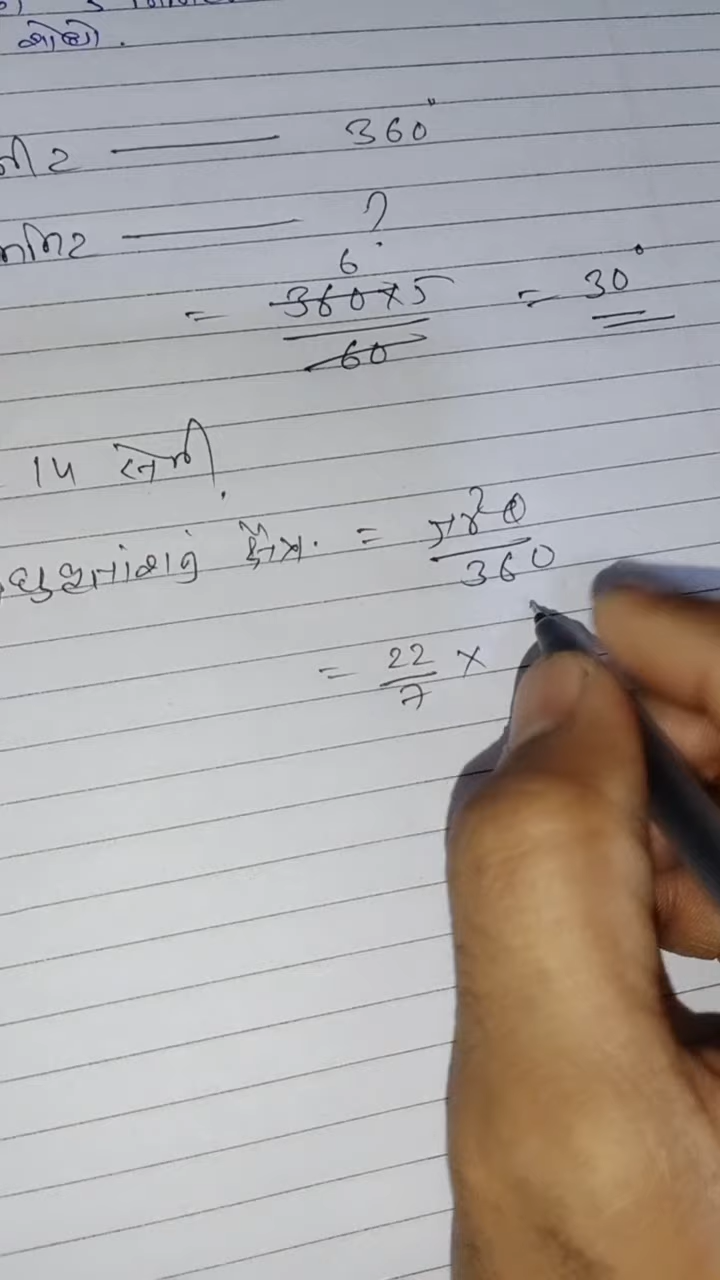 શોધો.
360°
મિનિટ ?
6
= 360×5 = 30°
60
14 સેમી.
લઘુવૃતાંશનું ક્ષેત્ર. = πr²θ
360
= 22 ×
7